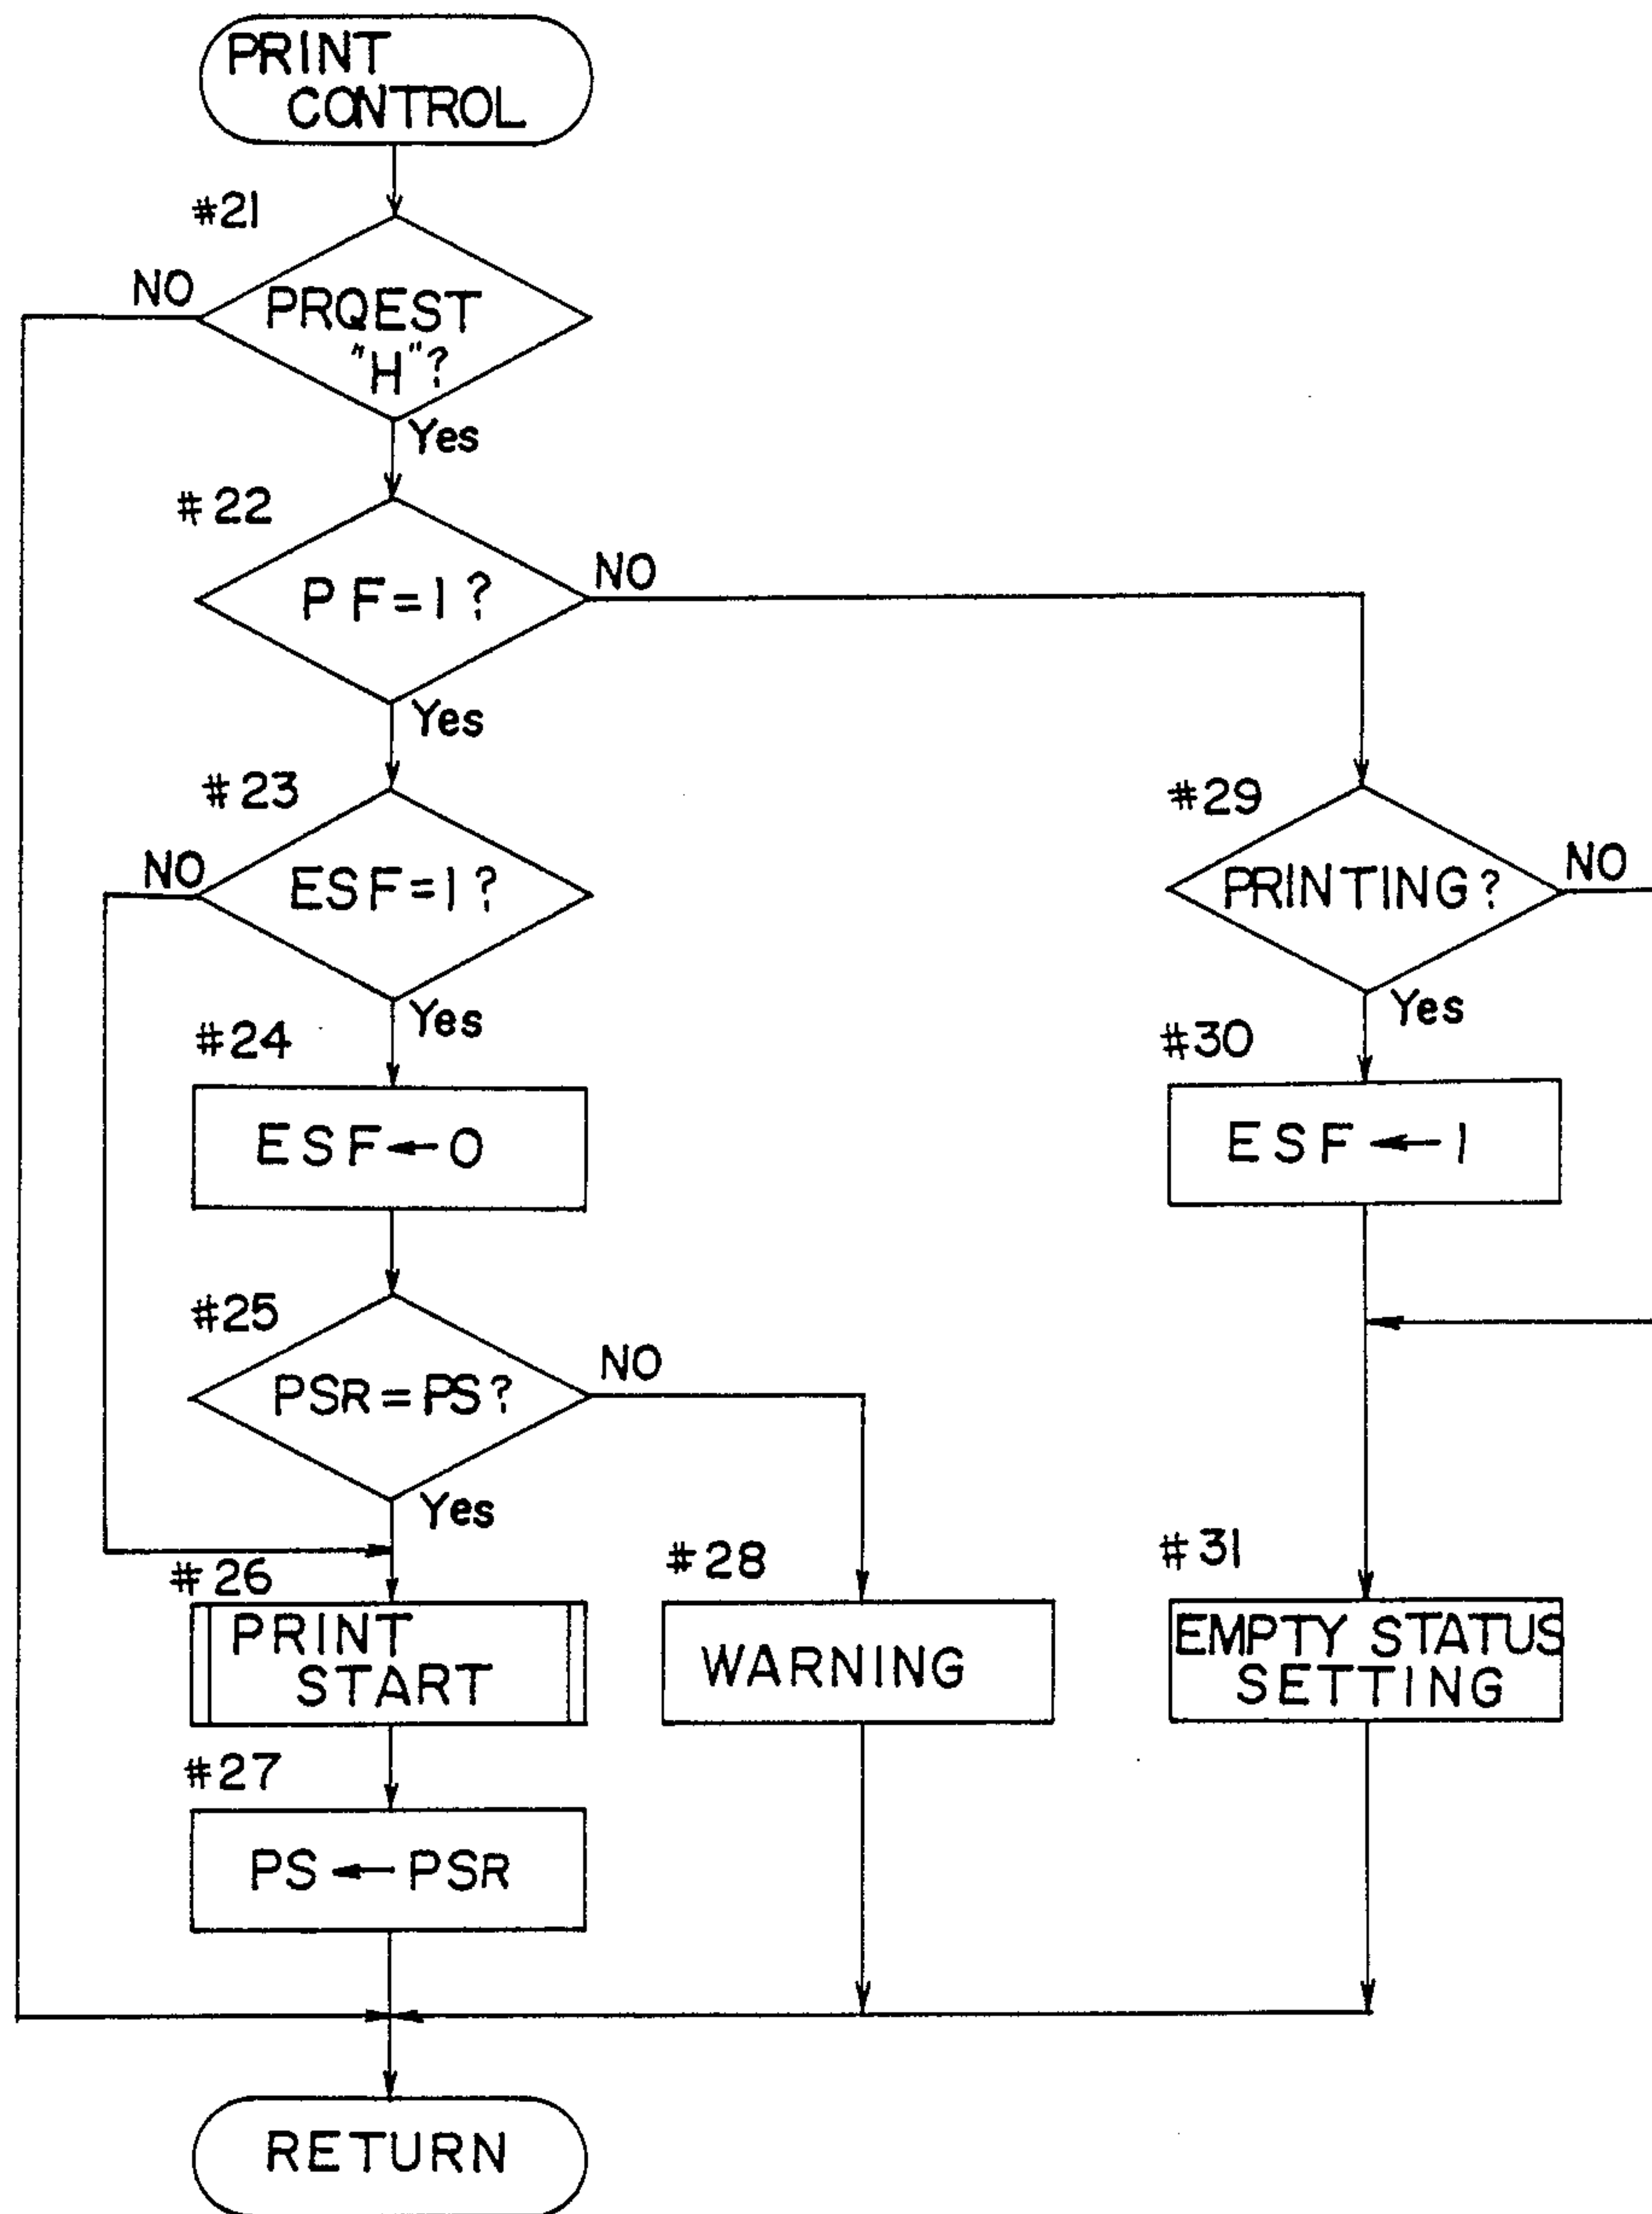 PRINT
CONTROL
#21
NO
PRQEST
"H"?
Yes
#22
PF=1?
NO
Yes
#23
NO
ESF=1?
Yes
#29
PRINTING?
NO
Yes
#24
ESF←0
#30
ESF←1
#25
PSR=PS?
NO
Yes
#26
PRINT
START
#28
WARNING
#31
EMPTY STATUS
SETTING
#27
PS←PSR
RETURN